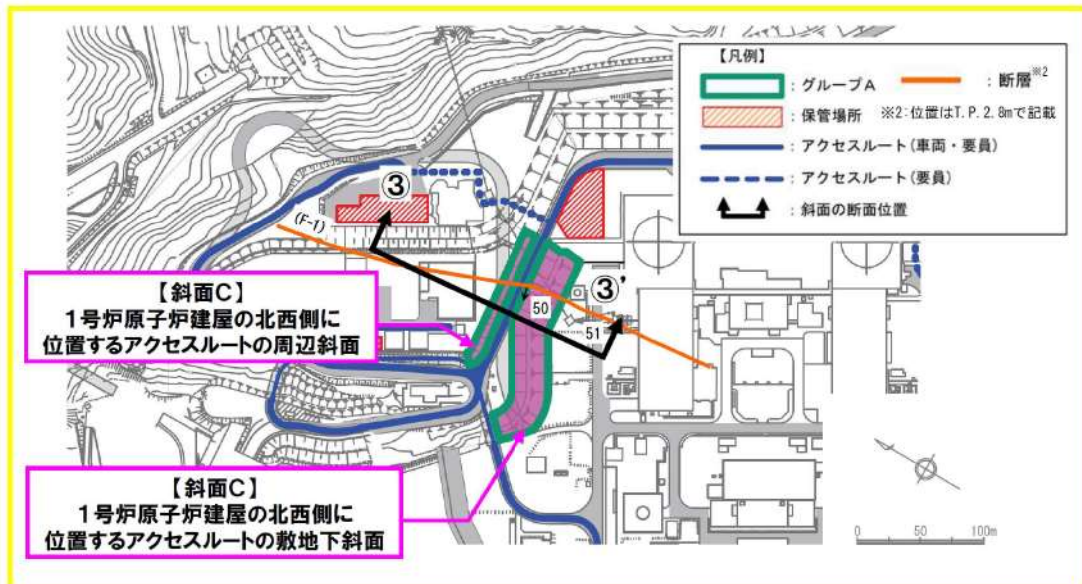 【凡例】
：グループA
：断層※2
：保管場所
※2：位置はT.P.2.8mで記載
：アクセスルート(車両・要員)
：アクセスルート(要員)
：斜面の断面位置
③
(F-1)
③'
50
51
【斜面C】
1号炉原子炉建屋の北西側に
位置するアクセスルートの周辺斜面
【斜面C】
1号炉原子炉建屋の北西側に
位置するアクセスルートの敷地下斜面
0
50
100m